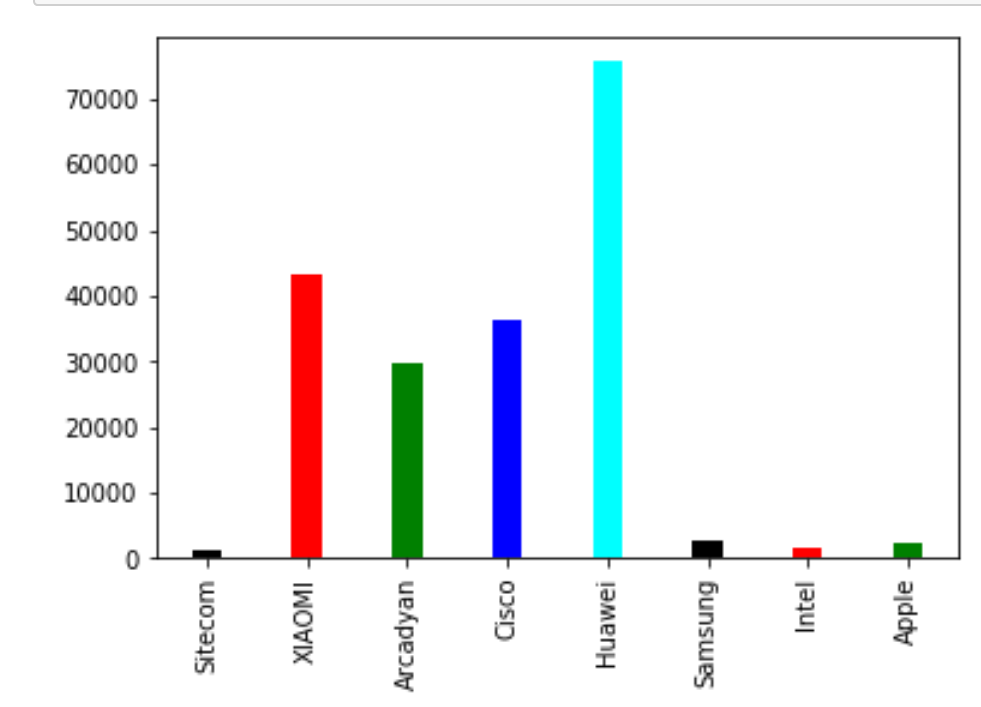 70000
60000
50000
40000
30000
20000
10000
0
Sitecom
XIAOMI
Arcadyan
Cisco
Huawei
Samsung
Intel
Apple